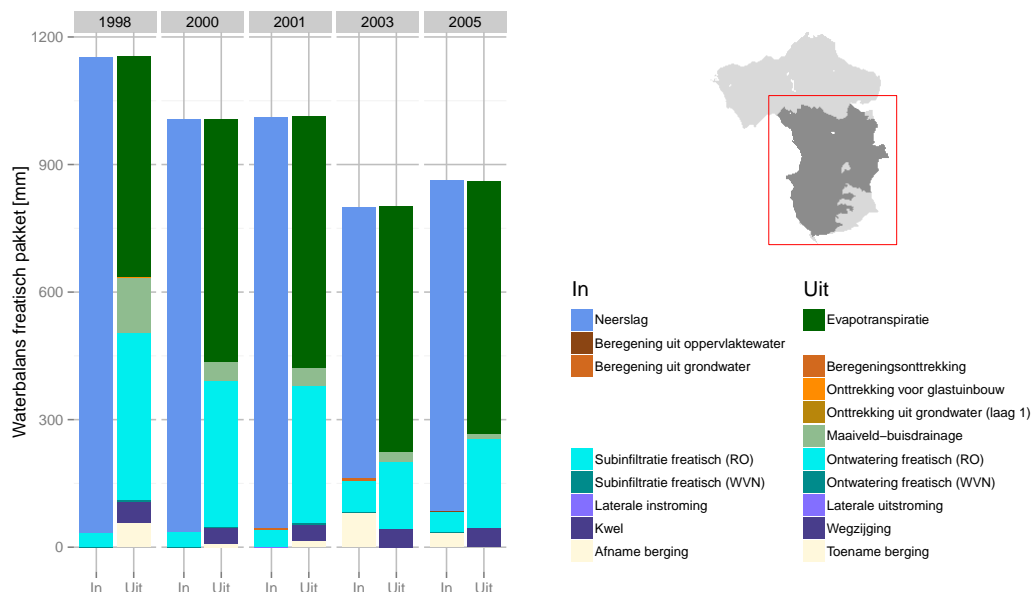 1998 2000 2001 2003 2005
Waterbalans freatisch pakket [mm]
1200
900
600
300
0
In Uit In Uit In Uit In Uit In Uit
In
Neerslag
Beregening uit oppervlaktewater
Beregening uit grondwater
Subinfiltratie freatisch (RO)
Subinfiltratie freatisch (WVN)
Laterale instroming
Kwel
Afname berging
Uit
Evapotranspiratie
Beregeningsonttrekking
Onttrekking voor glastuinbouw
Onttrekking uit grondwater (laag 1)
Maaiveld−buisdrainage
Ontwatering freatisch (RO)
Ontwatering freatisch (WVN)
Laterale uitstroming
Wegzijging
Toename berging